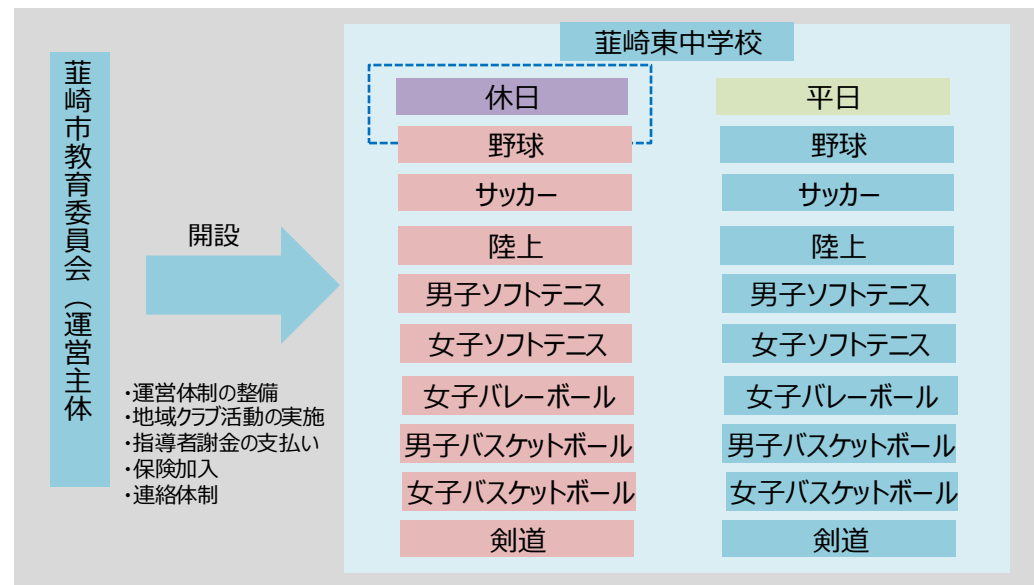 韮崎市教育委員会（運営主体
開設
・運営体制の整備
・地域クラブ活動の実施
・指導者謝金の支払い
・保険加入
・連絡体制
韮崎東中学校
休日
野球
サッカー
陸上
男子ソフトテニス
女子ソフトテニス
女子バレーボール
男子バスケットボール
女子バスケットボール
剣道
平日
野球
サッカー
陸上
男子ソフトテニス
女子ソフトテニス
女子バレーボール
男子バスケットボール
女子バスケットボール
剣道